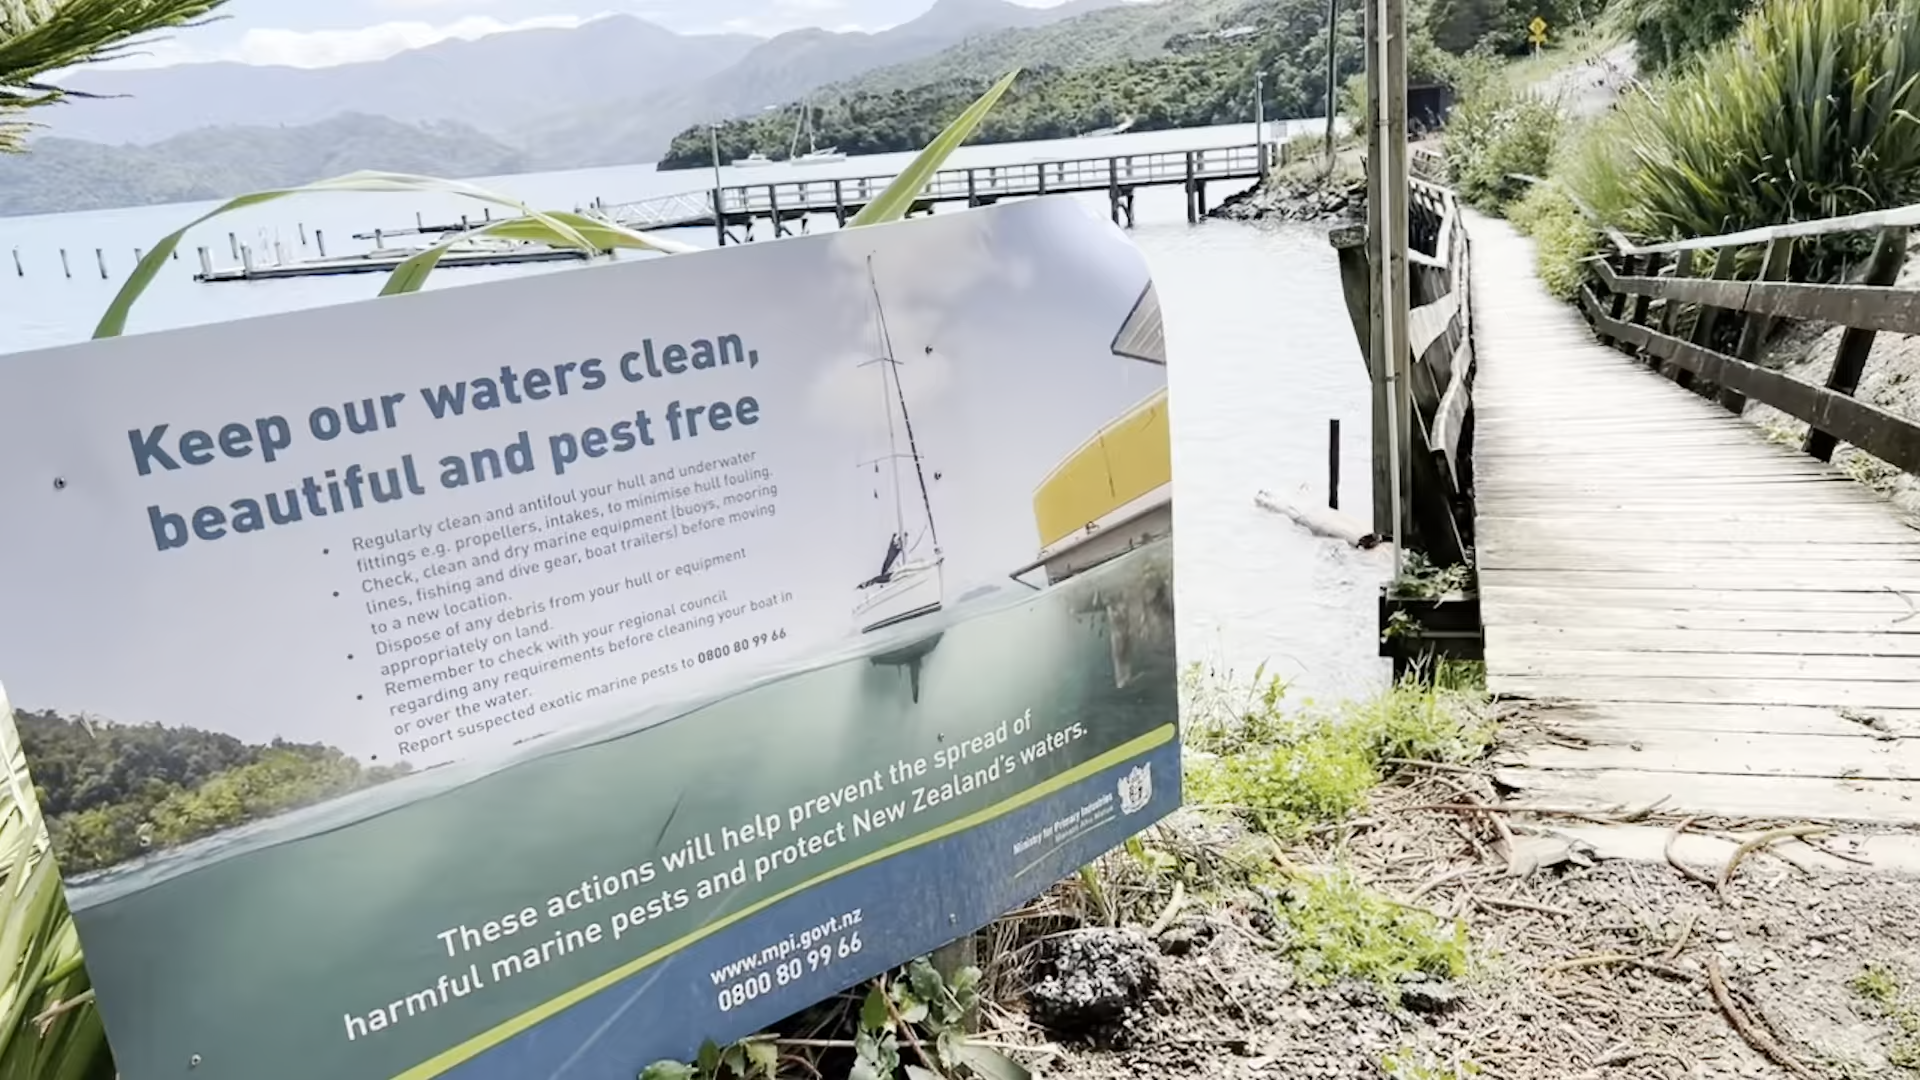 Keep our waters clean,
beautiful and pest free
• Regularly clean and antifoul your hull and underwater
fittings e.g. propellers, intakes, to minimise hull fouling.
• Check, clean and dry marine equipment (buoys, mooring
lines, fishing and dive gear, boat trailers) before moving
to a new location.
• Dispose of any debris from your hull or equipment
appropriately on land.
• Remember to check with your regional council
regarding any requirements before cleaning your boat in
or over the water.
• Report suspected exotic marine pests to 0800 80 99 66
These actions will help prevent the spread of
harmful marine pests and protect New Zealand's waters.
Ministry for Primary Industries
www.mpi.govt.nz
0800 80 99 66